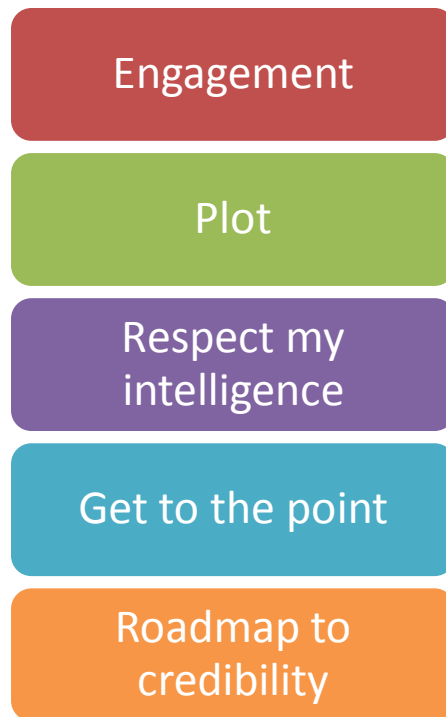 Engagement
Plot
Respect my
intelligence
Get to the point
Roadmap to
credibility